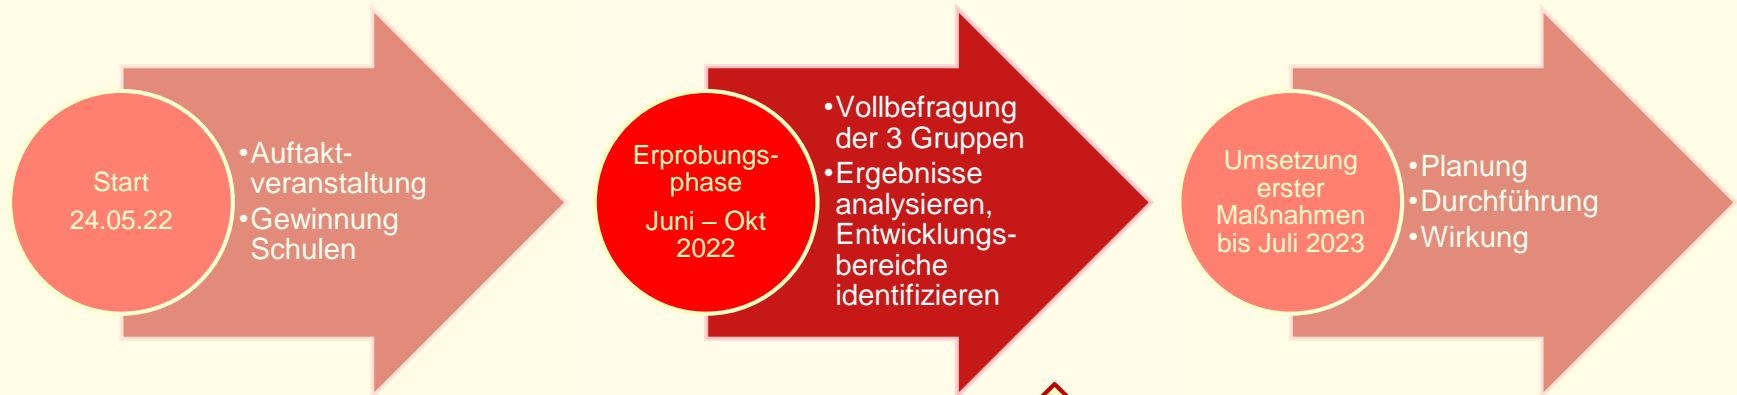 Start
24.05.22
•Auftakt-
veranstaltung
•Gewinnung
Schulen
Erprobungs-
phase
Juni – Okt
2022
•Vollbefragung
der 3 Gruppen
•Ergebnisse
analysieren,
Entwicklungs-
bereiche
identifizieren
Umsetzung
erster
Maßnahmen
bis Juli 2023
•Planung
•Durchführung
•Wirkung